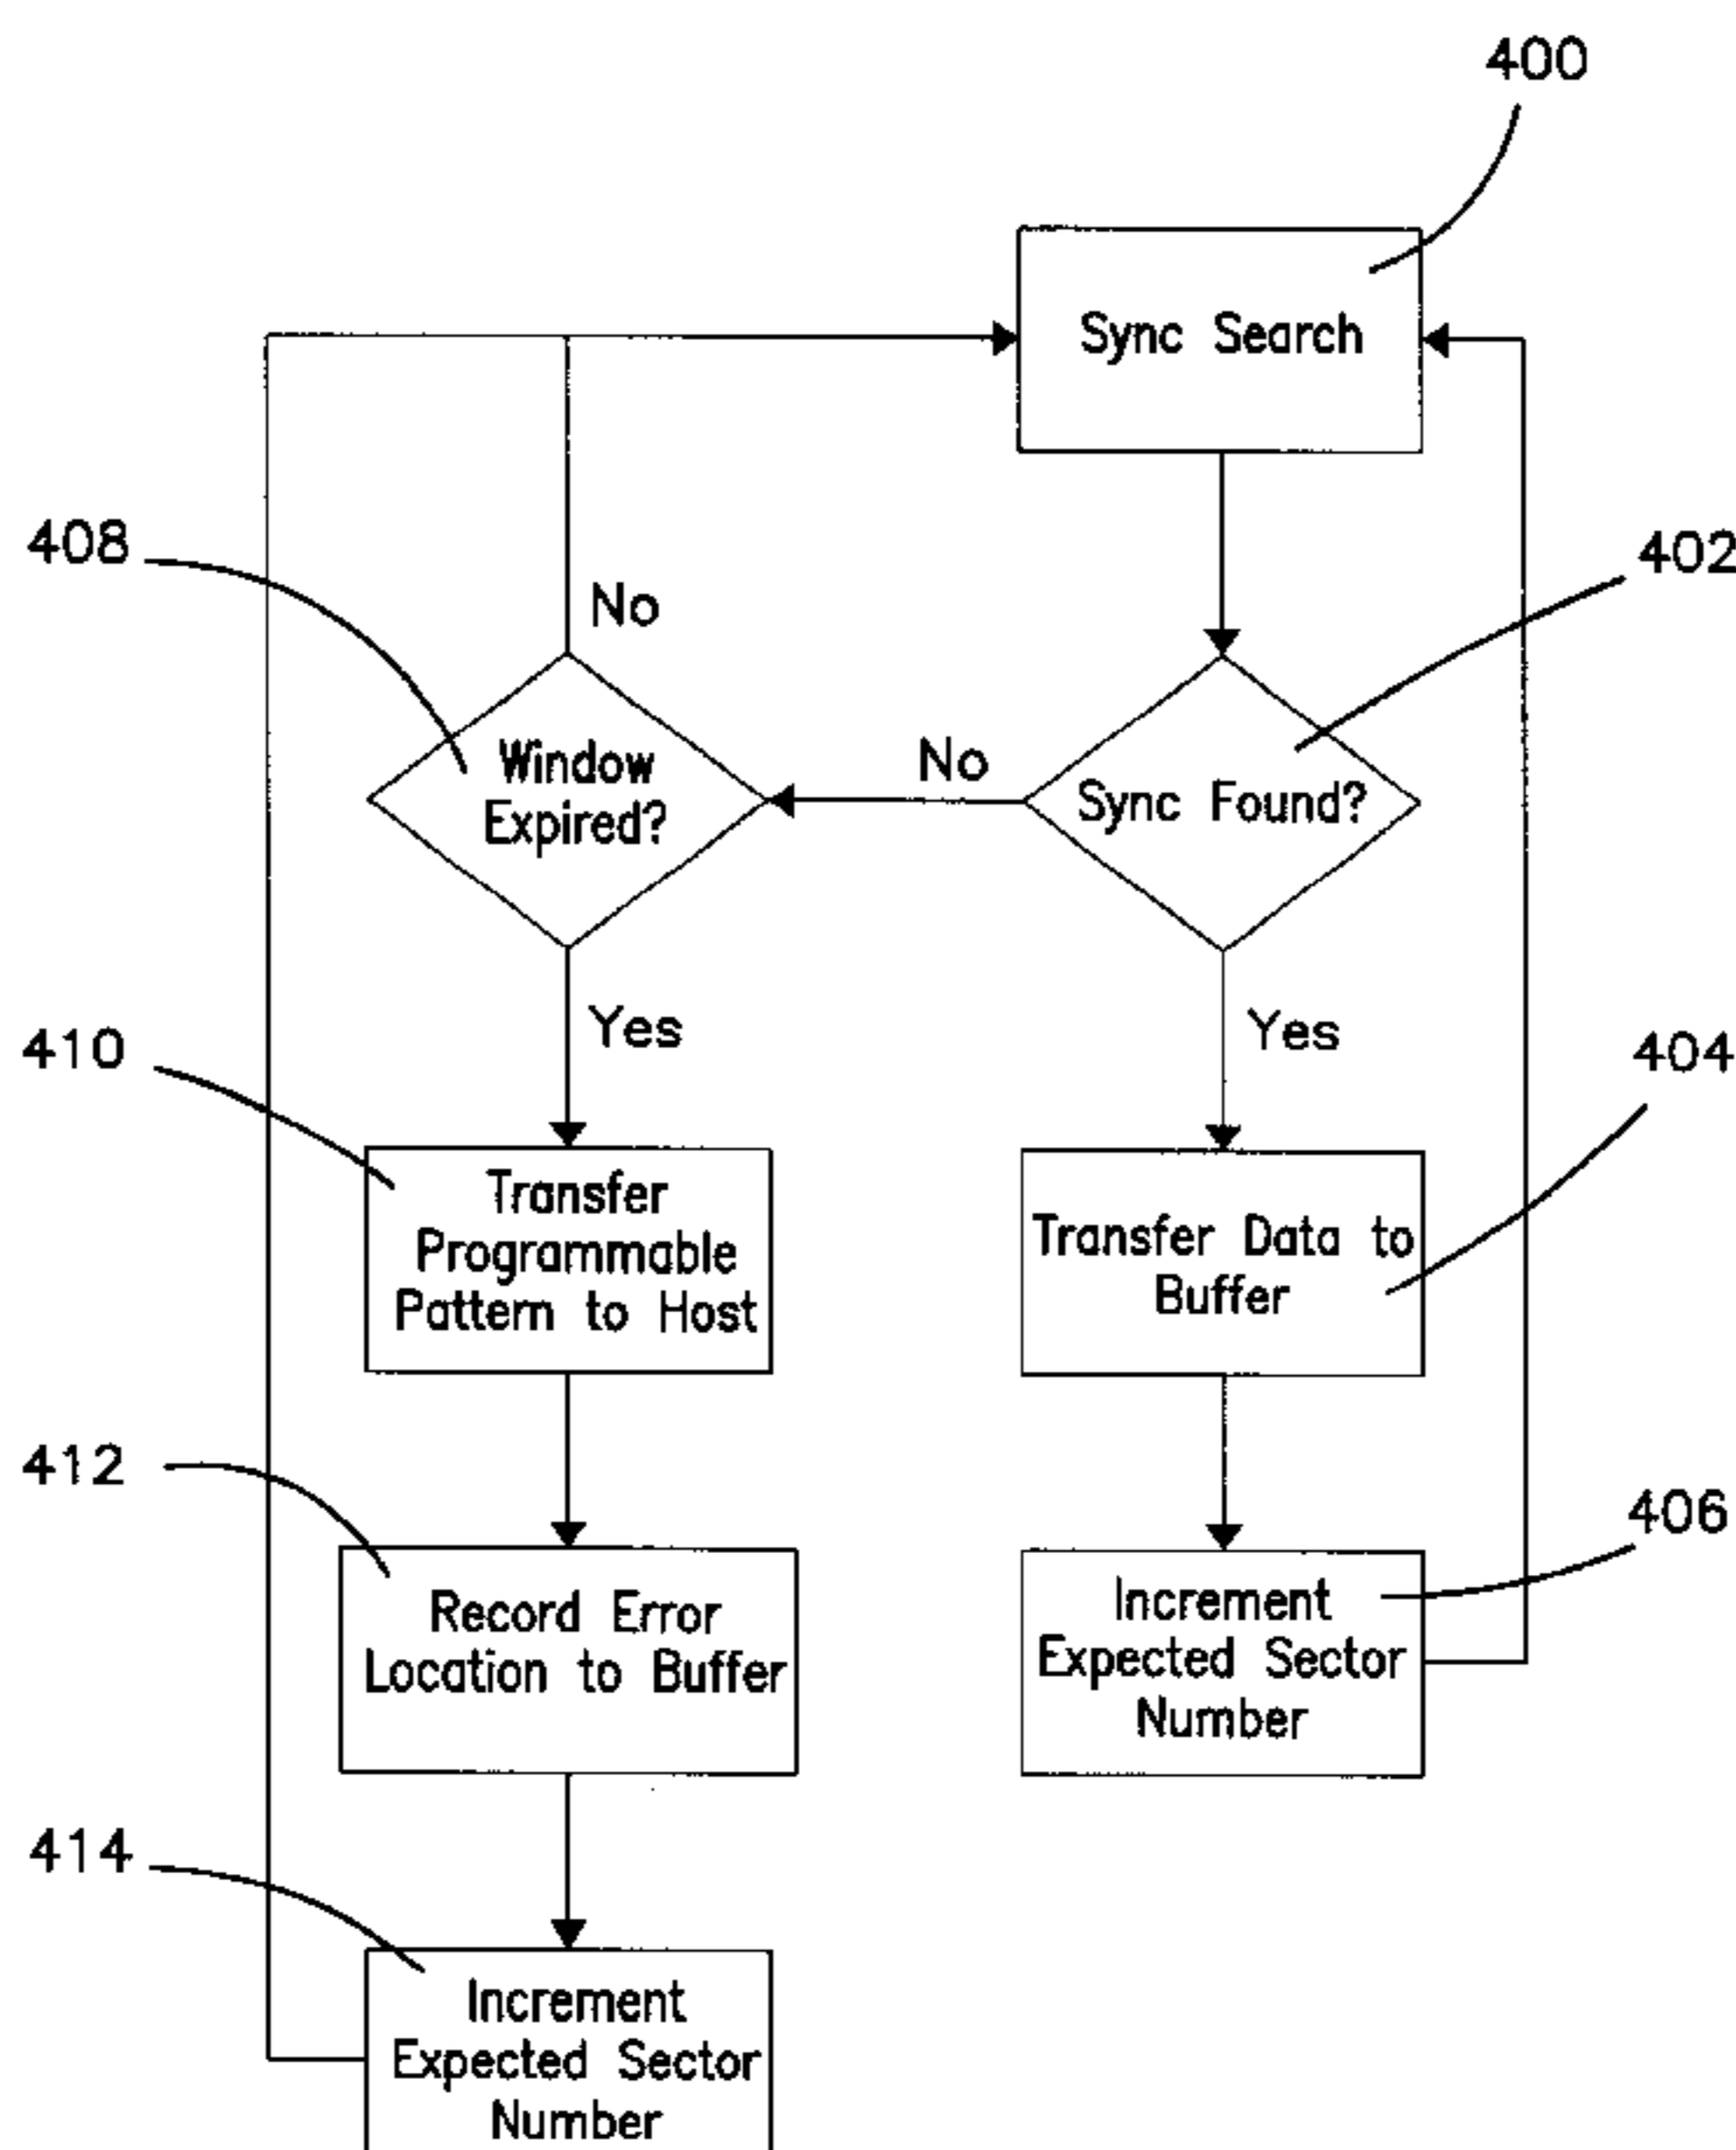 400
Sync Search
408
No
402
Window
Expired?
No
Sync Found?
410
Yes
Yes
404
Transfer
Programmable
Pattern to Host
Transfer Data to
Buffer
412
406
Record Error
Location to Buffer
Increment
Expected Sector
Number
414
Increment
Expected Sector
Number